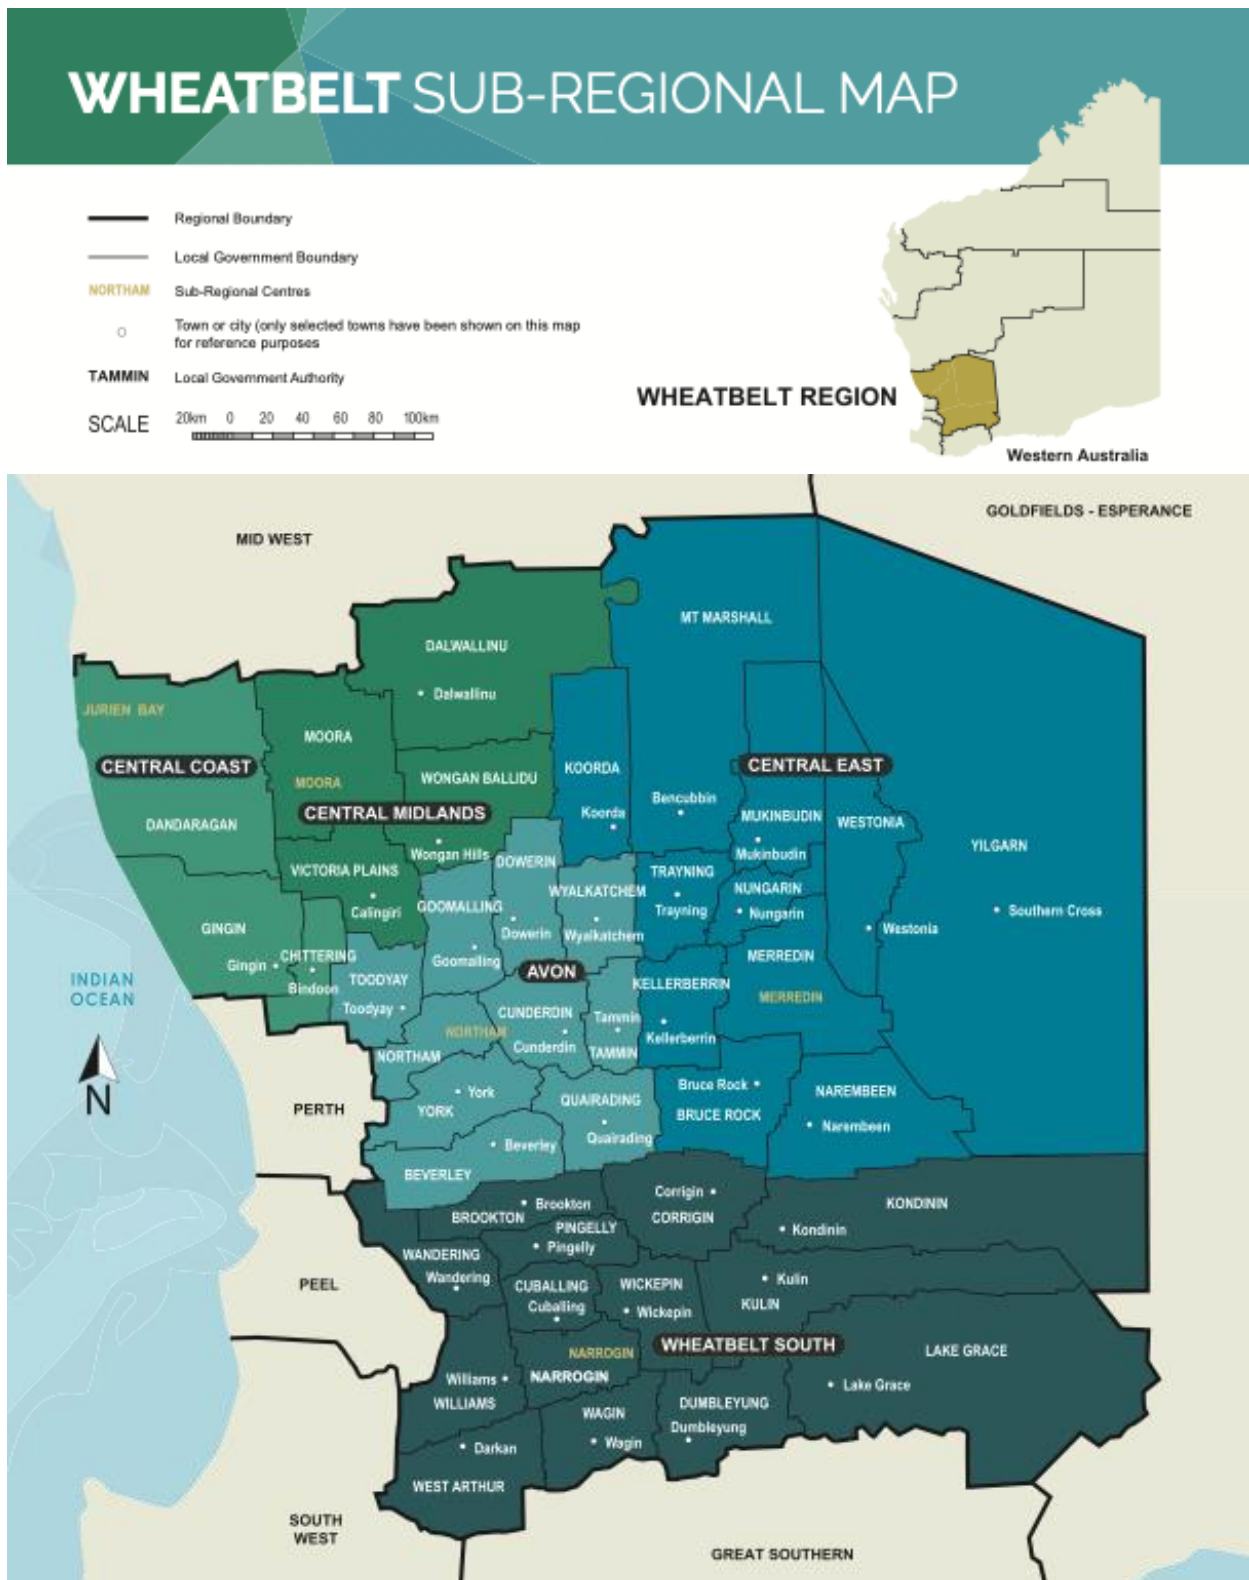 WHEATBELT SUB-REGIONAL MAP
Regional Boundary
Local Government Boundary
NORTHAM Sub-Regional Centres
Town or city (only selected towns have been shown on this map
for reference purposes
TAMMIN Local Government Authority
SCALE 20km 0 20 40 60 80 100km
WHEATBELT REGION
Western Australia
GOLDFIELDS - ESPERANCE
MID WEST
MT MARSHALL
DALWALLINU
Dalwallinu
JURIEN BAY
MOORA
CENTRAL COAST
CENTRAL EAST
KOORDA
WONGAN BALLIDU
MOORA
Bencubbin
CENTRAL MIDLANDS
Koorda
MUKINBUDIN
WESTONIA
DANDARAGAN
YILGARN
Wongan Hills
DOWERIN
Mukinbudin
VICTORIA PLAINS
TRAYNING
NUNGARIN
WYALKATCHEM
Calingiri
GOOMALLING
Trayning
Nungarin
Southern Cross
GINGIN
Dowerin
Wyalkatchem
Westonia
CHITTERING
MERREDIN
Gingin
Goomalling
AVON
INDIAN
OCEAN
Bindoon
TOODYAY
KELLERBERRIN
MERREDIN
Toodyay
CUNDERDIN
Tammin
NORTHAM
Kellerberrin
Cunderdin
TAMMIN
NORTHAM
N
PERTH
York
YORK
QUAIRADING
Bruce Rock
BRUCE ROCK
NAREMBEEN
Narembeen
Quairading
Beverley
BEVERLEY
Brookton
BROOKTON
Corrigin
CORRIGIN
KONDININ
Kondinin
PINGELLY
Pingelly
WANDERING
Wandering
PEEL
CUBALLING
Cuballing
WICKEPIN
Wickepin
Kulin
KULIN
WHEATBELT SOUTH
NARROGIN
NARROGIN
LAKE GRACE
Lake Grace
Williams
WILLIAMS
WAGIN
Wagin
DUMBLEYUNG
Dumbleyung
Darkan
WEST ARTHUR
SOUTH
WEST
GREAT SOUTHERN